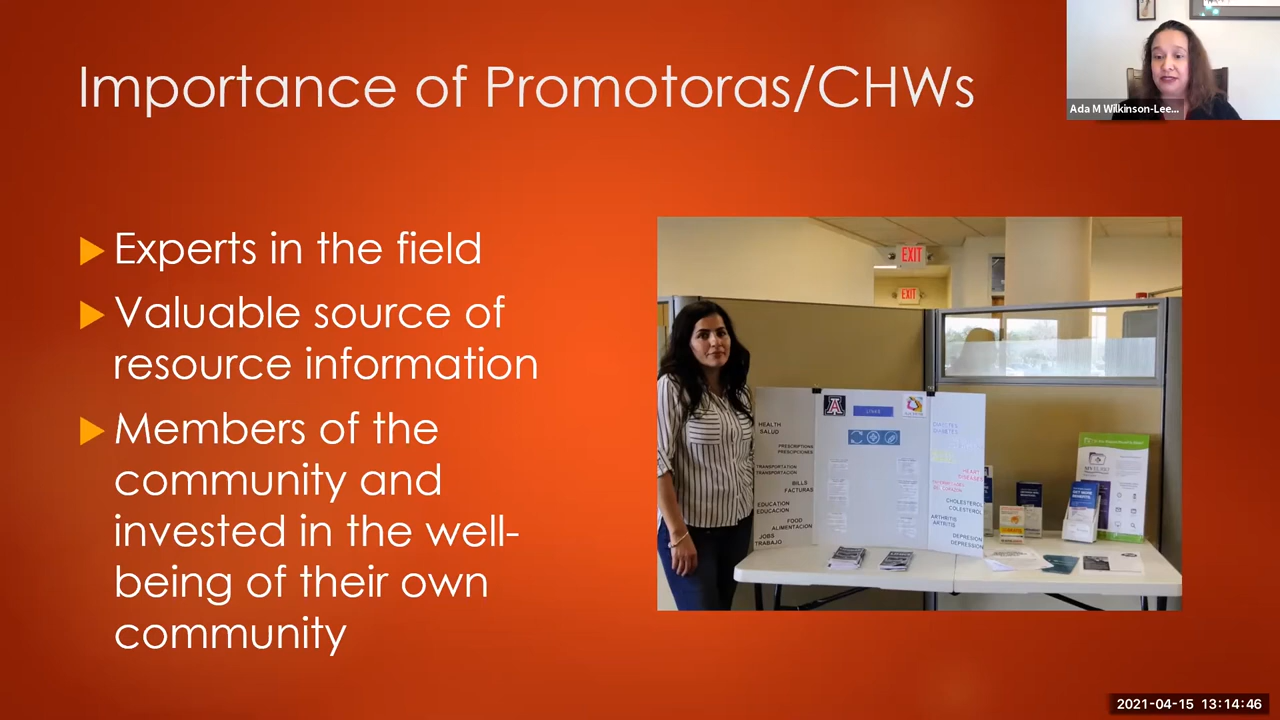 Importance of Promotoras/CHWs
Ada M Wilkinson-Lee...
Experts in the field
Valuable source of
resource information
Members of the
community and
invested in the well-
being of their own
community
EXIT
EXIT
HEALTH
SALUD
PRESCRIPTIONS
PRESCIPCIONES
TRANSPORTATION
TRANSPORTACION
BILLS
FACTURAS
EDUCATION
EDUCACION
FOOD
ALIMENTACION
JOBS
TRABAJO
LINKS
DIABETES
HEART
CHOLESTEROL
COLESTEROL
ARTHRITIS
ARTRITIS
DEPRESION
DEPRESION
2021-04-15 13:14:46